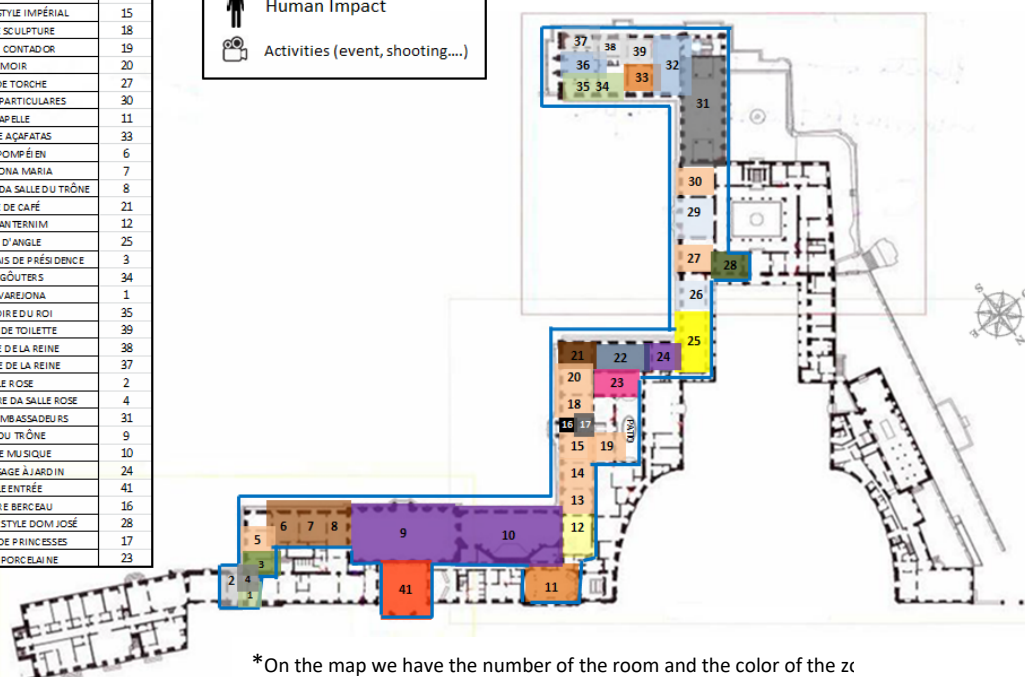 STYLE IMPÉRIAL 15
SCULPTURE 18
CONTADOR 19
MOIR 20
DE TORCHE 27
PARTICULARES 30
APELLE 11
E AÇAFATAS 33
POMPÉIEN 6
ONA MARIA 7
DA SALLE DU TRÔNE 8
DE CAFÉ 21
ANTERNIM 12
D'ANGLE 25
AIS DE PRÉSIDENCE 3
GOÛTERS 34
VAREJONA 1
OIRE DU ROI 35
DE TOILETTE 39
E DE LA REINE 38
E DE LA REINE 37
LE ROSE 2
RE DA SALLE ROSE 4
MBASSADEURS 31
DU TRÔNE 9
E MUSIQUE 10
SAGE À JARDIN 24
LE ENTRÉE 41
RE BERCEAU 16
STYLE DOM JOSÉ 28
DE PRINCESSES 17
PORCELAINE 23
Human Impact
Activities (event, shooting....)
37 38 39
36 33 32
35 34
31
30
29
27 28
26
25
21 22 24
20 23
18
16 17 PATIO
15 19
14
13
12
6 7 8 9 10
5
3
2 4 41 11
1
*On the map we have the number of the room and the color of the zo